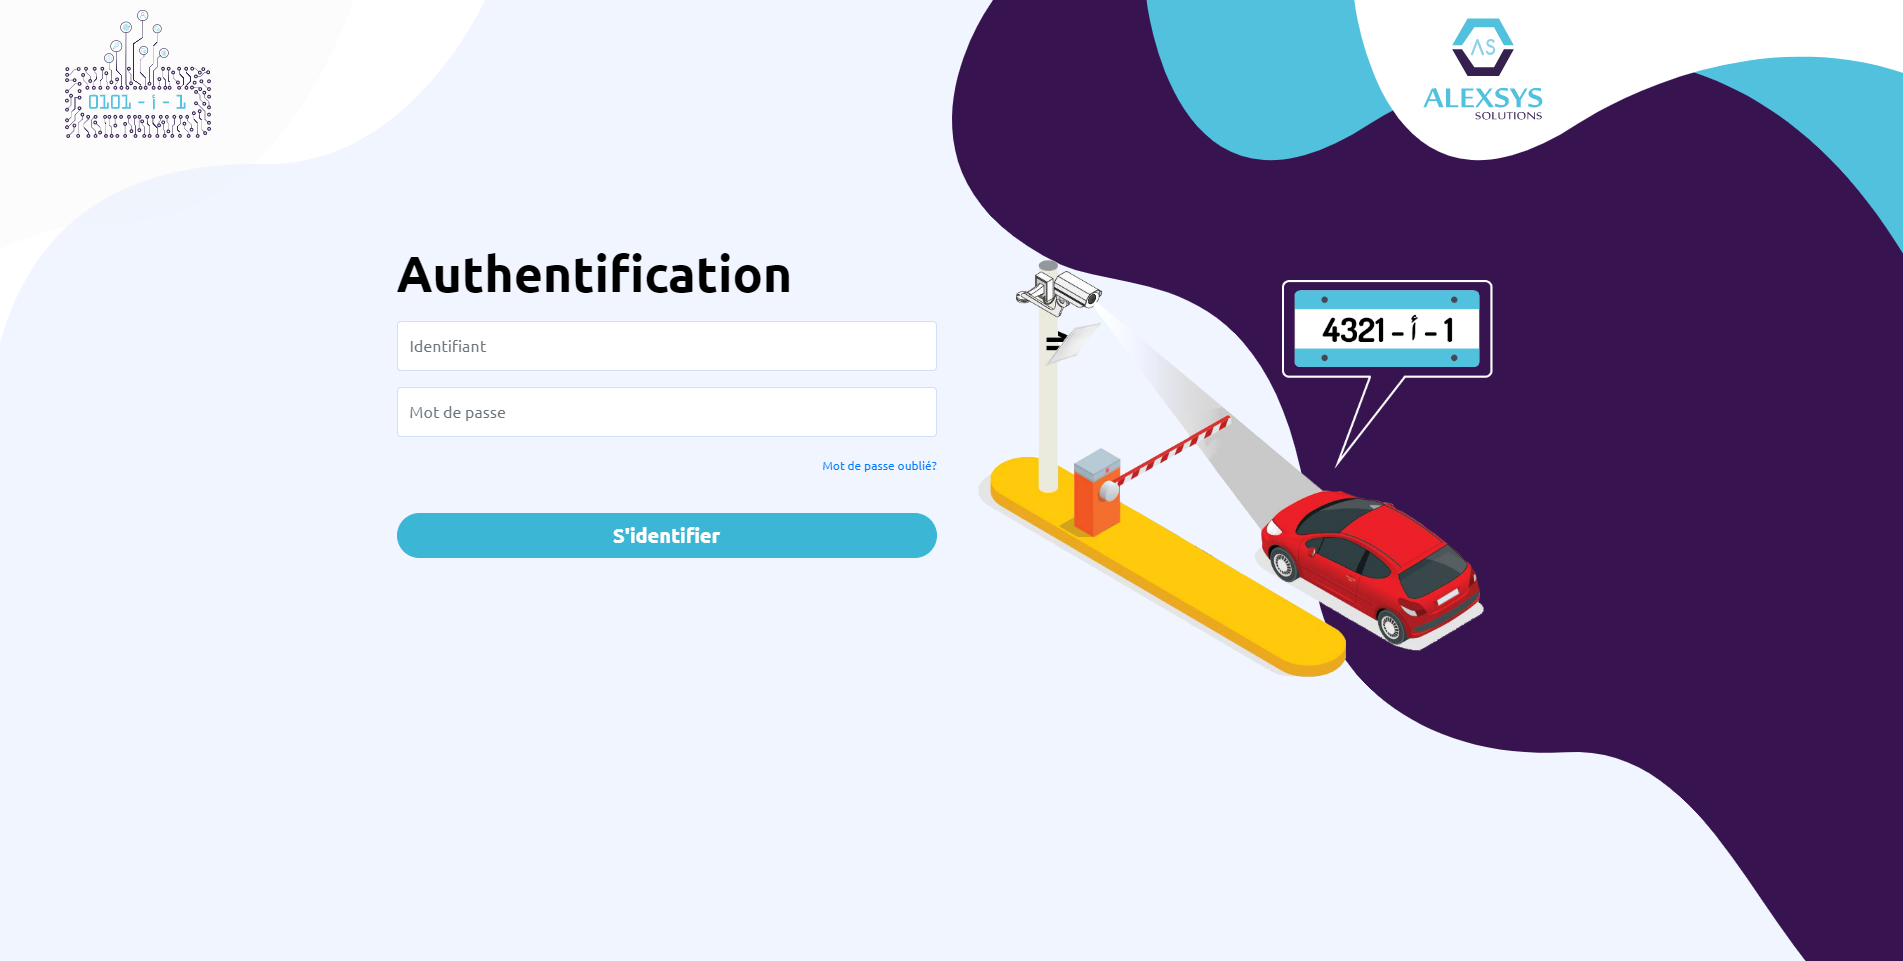 0101 - أ - 1
AS
ALEXSYS
SOLUTIONS
Authentification
Identifiant
Mot de passe
Mot de passe oublié?
S'identifier
4321 - أ - 1